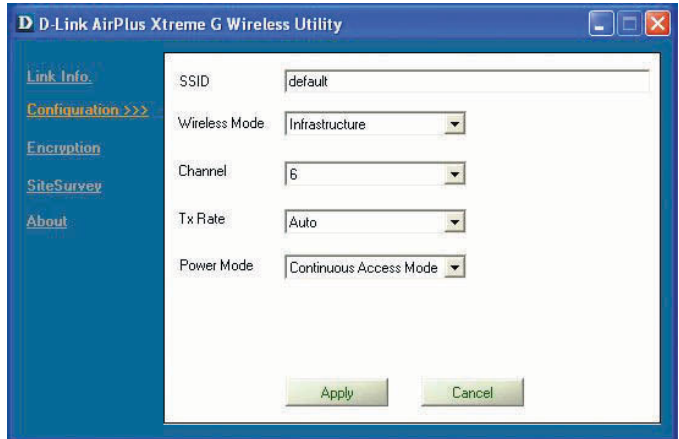 D D-Link AirPlus Xtreme G Wireless Utility
Link Info.
Configuration >>>
Encryption
SiteSurvey
About
SSID default
Wireless Mode Infrastructure
Channel 6
Tx Rate Auto
Power Mode Continuous Access Mode
Apply Cancel